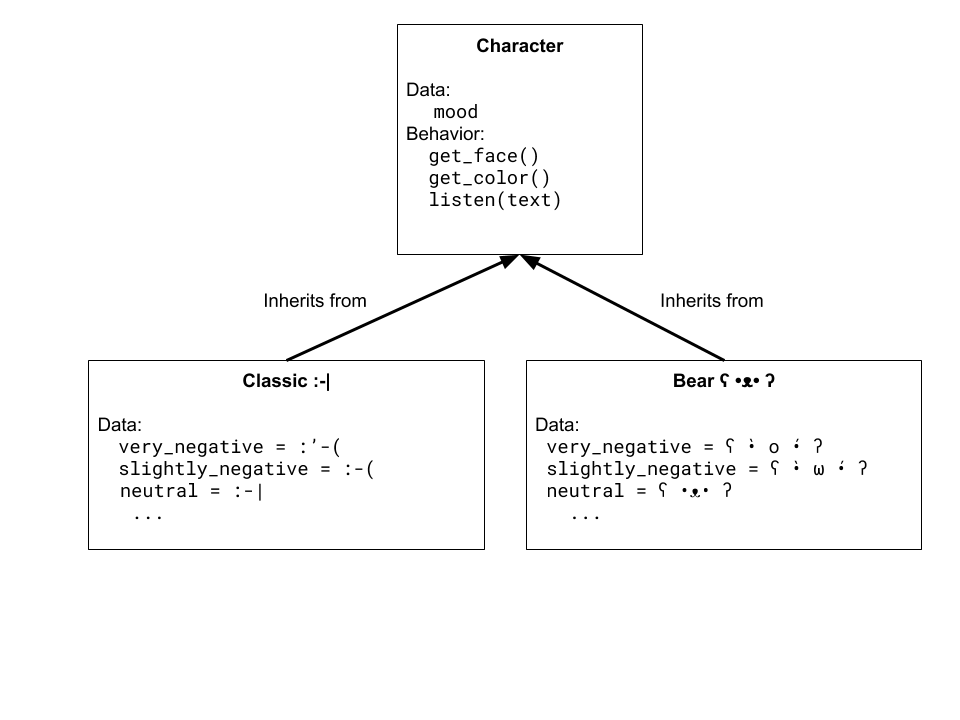 Character
Data:
mood
Behavior:
get_face()
get_color()
listen(text)
Inherits from
Inherits from
Classic :-|
Data:
very_negative = :'-(
slightly_negative = :-(
neutral = :-|
...
Bear ʕ •ᴥ• ʔ
Data:
very_negative = ʕ •̀ o •́ ʔ
slightly_negative = ʕ •̀ ω •́ ʔ
neutral = ʕ •ᴥ• ʔ
...